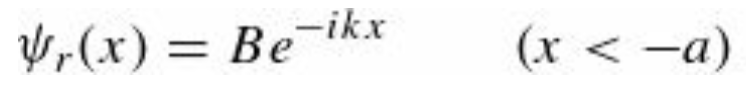 ψ_r(x) = Be^{−ikx} (x < −a)